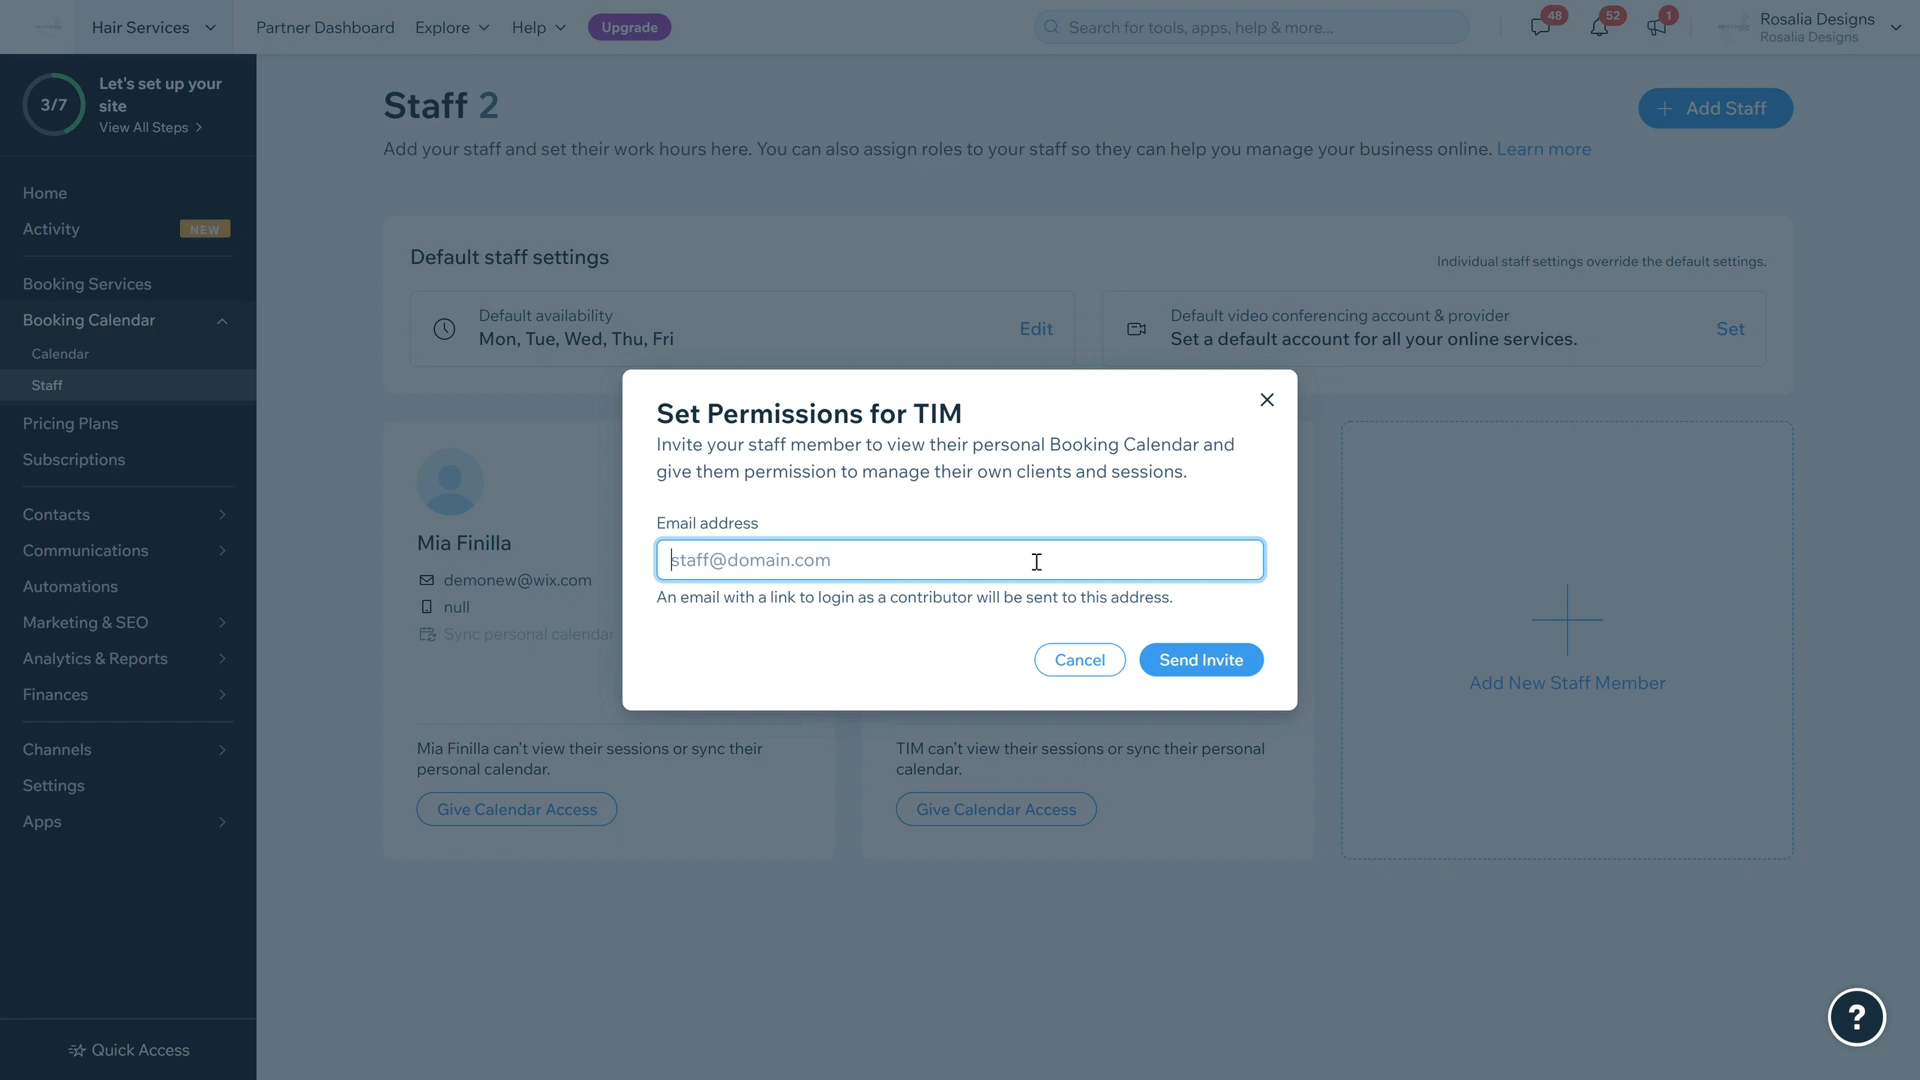 Hair Services
Partner Dashboard
Explore
Help
Upgrade
Search for tools, apps, help & more...
48
52
1
Rosalia Designs
Rosalia Designs
3/7
Let's set up your
site
View All Steps
Home
Activity
NEW
Booking Services
Booking Calendar
Calendar
Staff
Pricing Plans
Subscriptions
Contacts
Communications
Automations
Marketing & SEO
Analytics & Reports
Finances
Channels
Settings
Apps
Quick Access
Staff 2
Add Staff
Add your staff and set their work hours here. You can also assign roles to your staff so they can help you manage your business online. Learn more
Default staff settings
Individual staff settings override the default settings.
Default availability
Mon, Tue, Wed, Thu, Fri
Edit
Default video conferencing account & provider
Set a default account for all your online services.
Set
Set Permissions for TIM
Invite your staff member to view their personal Booking Calendar and
give them permission to manage their own clients and sessions.
Email address
staff@domain.com
An email with a link to login as a contributor will be sent to this address.
Cancel
Send Invite
Mia Finilla
demonew@wix.com
null
Sync personal calendar
Mia Finilla can't view their sessions or sync their
personal calendar.
Give Calendar Access
TIM can't view their sessions or sync their personal
calendar.
Give Calendar Access
Add New Staff Member
?